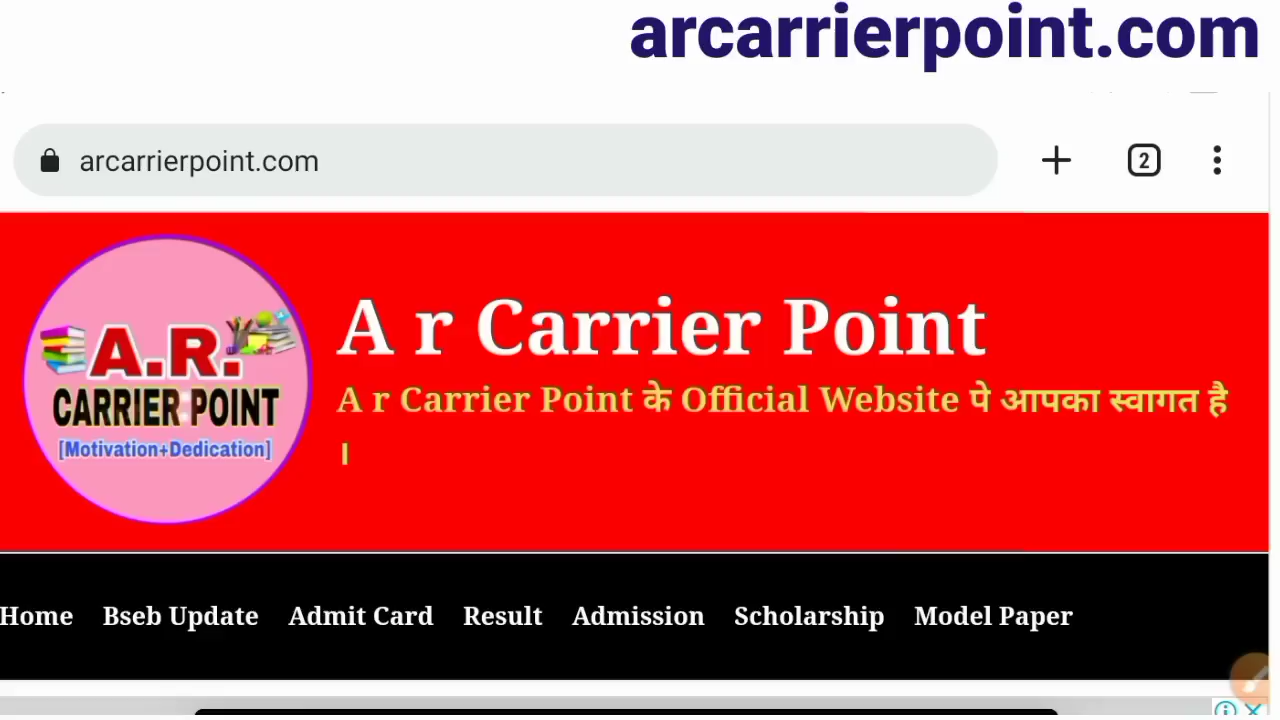 arcarrierpoint.com
arcarrierpoint.com
2
A.R.
CARRIER POINT
[Motivation+Dedication]
A r Carrier Point
A r Carrier Point के Official Website पे आपका स्वागत है
।
Home Bseb Update Admit Card Result Admission Scholarship Model Paper